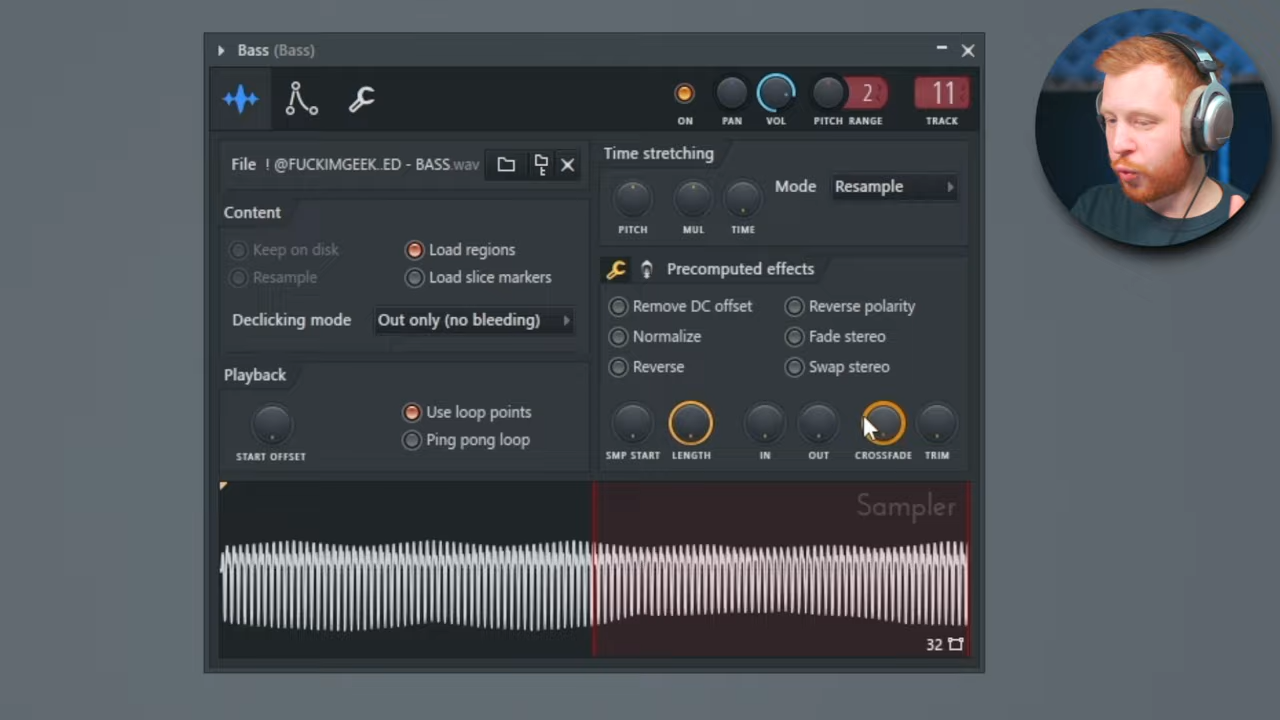 Bass (Bass)
ON
PAN
VOL
PITCH RANGE
2
11
TRACK
File ! @FUCKIMGEEK..ED - BASS.wav
Content
Keep on disk
Load regions
Resample
Load slice markers
Declicking mode
Out only (no bleeding)
Playback
START OFFSET
Use loop points
Ping pong loop
Time stretching
PITCH
MUL
TIME
Mode
Resample
Precomputed effects
Remove DC offset
Reverse polarity
Normalize
Fade stereo
Reverse
Swap stereo
SMP START
LENGTH
IN
OUT
CROSSFADE
TRIM
Sampler
32